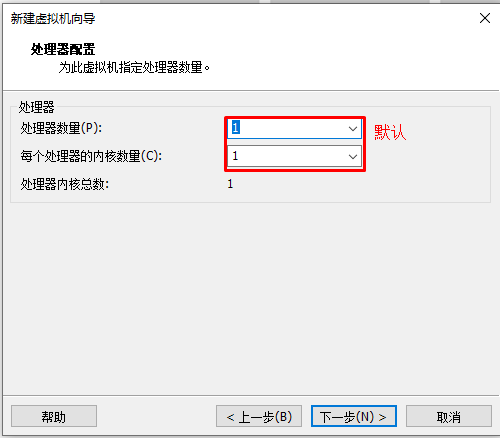 新建虚拟机向导
处理器配置
为此虚拟机指定处理器数量。
处理器
处理器数量(P):
1
默认
每个处理器的内核数量(C):
1
处理器内核总数:
1
帮助
< 上一步(B)
下一步(N) >
取消